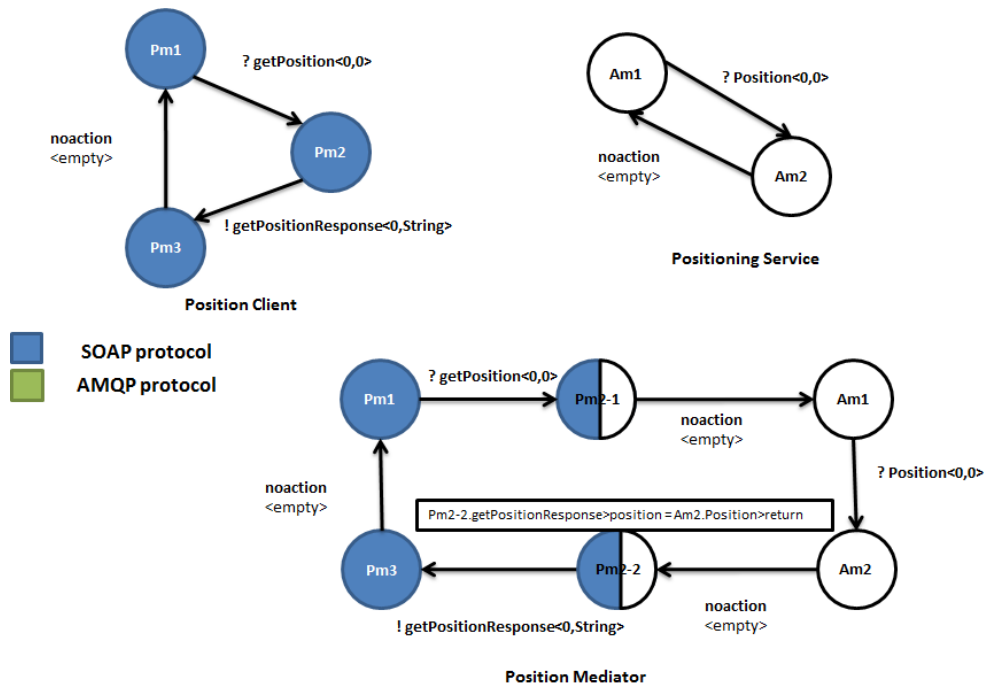 Pm1
? getPosition<0,0>
noaction
<empty>
Pm2
! getPositionResponse<0,String>
Pm3
Position Client
Am1
? Position<0,0>
noaction
<empty>
Am2
Positioning Service
SOAP protocol
AMQP protocol
Pm1
? getPosition<0,0>
Pm2-1
noaction
<empty>
Am1
? Position<0,0>
noaction
<empty>
Pm2-2.getPositionResponse>position = Am2.Position>return
Pm3
Pm2-2
Am2
! getPositionResponse<0,String>
noaction
<empty>
Position Mediator